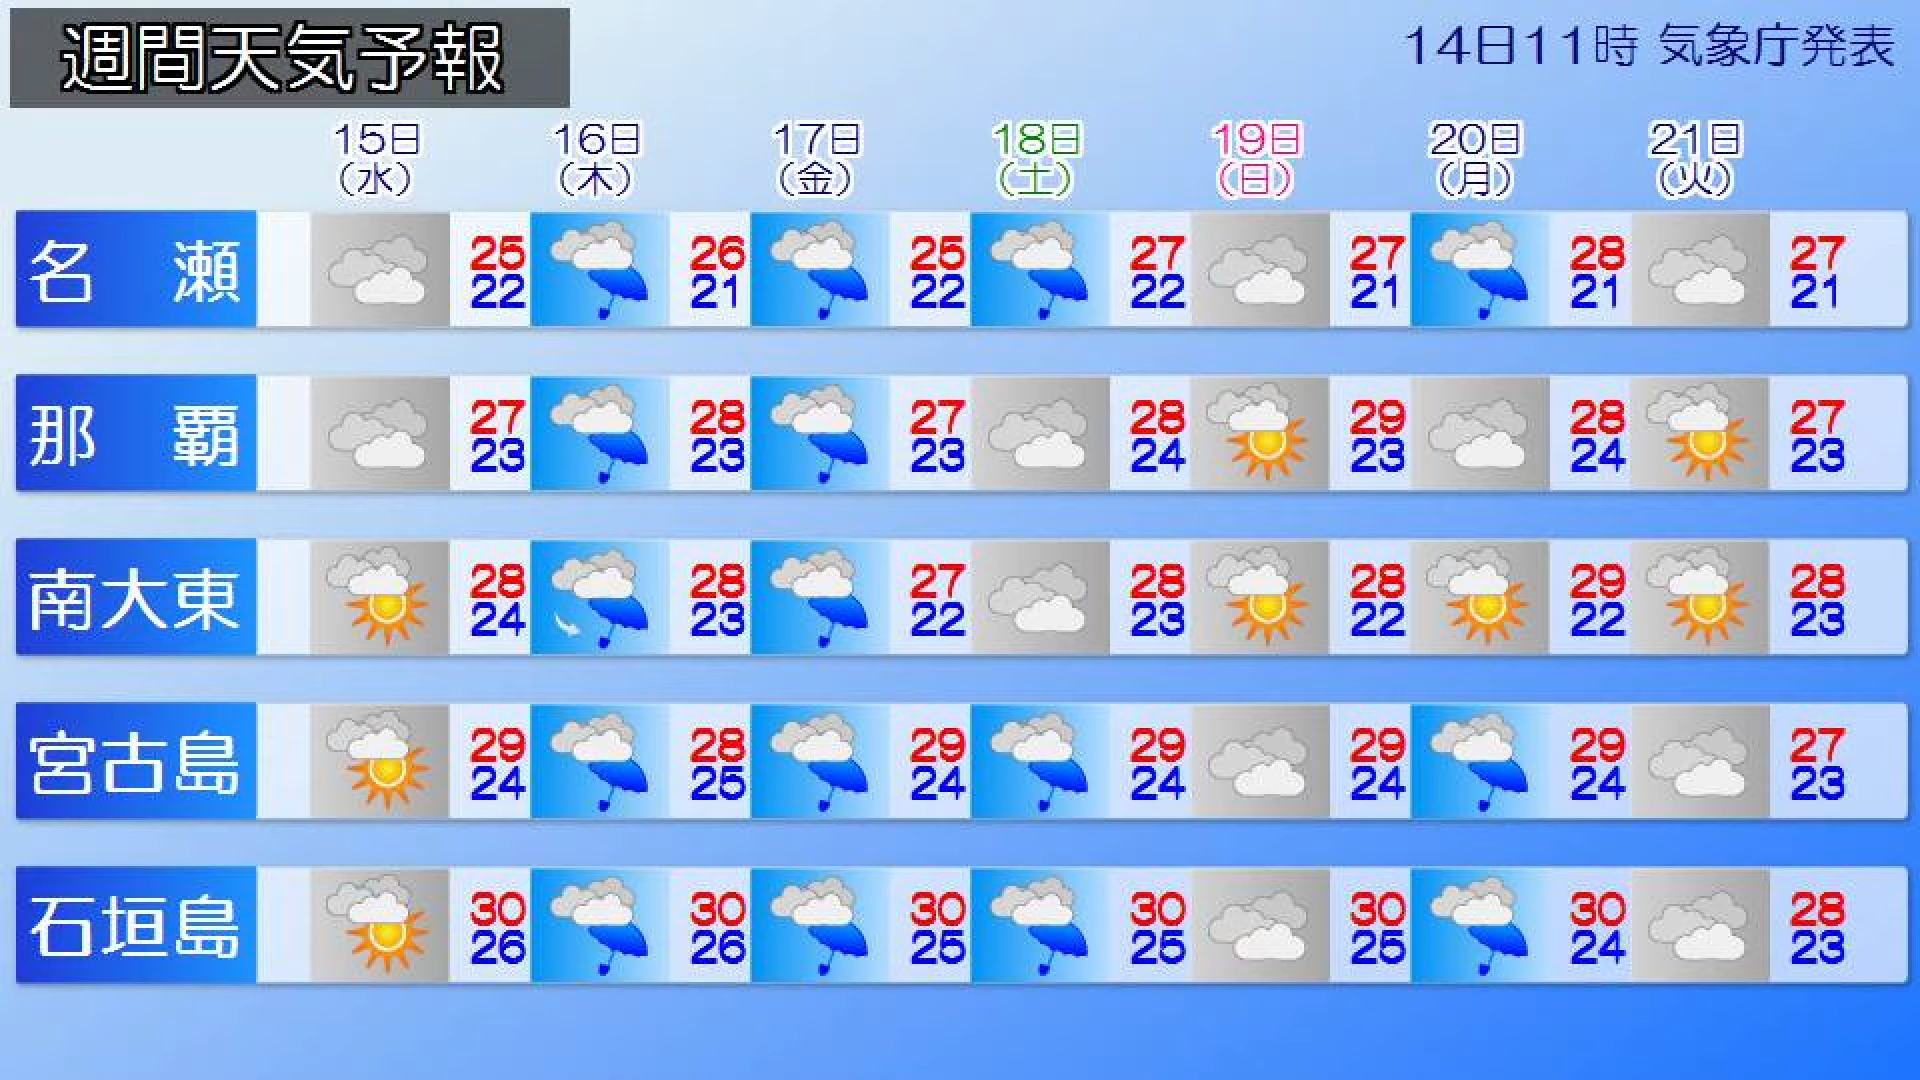 週間天気予報
14日11時 気象庁発表
15日 16日 17日 18日 19日 20日 21日
(水) (木) (金) (土) (日) (月) (火)
名瀬 25 26 25 27 27 28 27
22 21 22 22 21 21 21
那覇 27 28 27 28 29 28 27
23 23 23 24 23 24 23
南大東 28 28 27 28 28 29 28
24 23 22 23 22 22 23
宮古島 29 28 29 29 29 29 27
24 25 24 24 24 24 23
石垣島 30 30 30 30 30 30 28
26 26 25 25 25 24 23